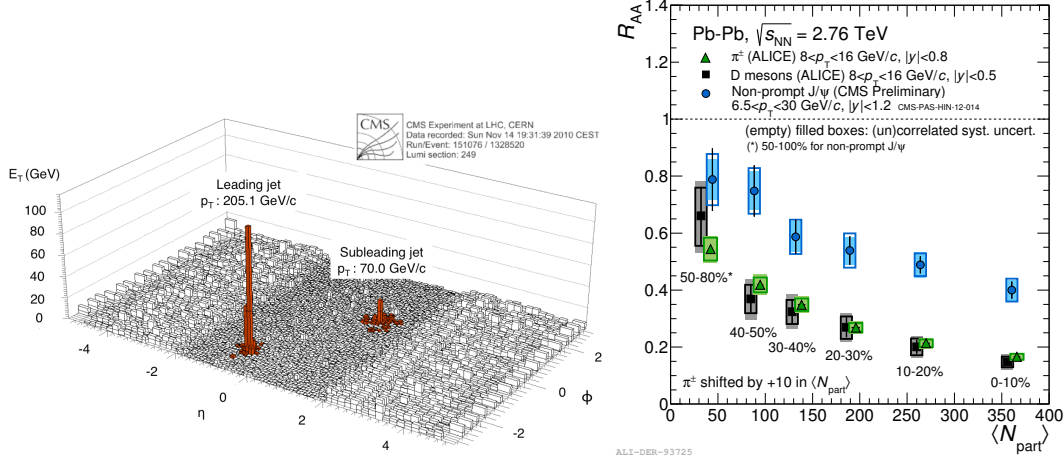 CMS
CMS Experiment at LHC, CERN
Data recorded: Sun Nov 14 19:31:39 2010 CEST
Run/Event: 151076 / 1328520
Lumi section: 249
E_T (GeV)
Leading jet
p_T : 205.1 GeV/c
Subleading jet
p_T : 70.0 GeV/c
100
80
60
40
20
0
-4
-2
0
2
4
η
-2
0
2
ϕ
R_AA
1.4
1.2
1
0.8
0.6
0.4
0.2
0
Pb-Pb, √s_NN = 2.76 TeV
π± (ALICE) 8<p_T<16 GeV/c, |y|<0.8
D mesons (ALICE) 8<p_T<16 GeV/c, |y|<0.5
Non-prompt J/ψ (CMS Preliminary)
6.5<p_T<30 GeV/c, |y|<1.2 CMS-PAS-HIN-12-014
(empty) filled boxes: (un)correlated syst. uncert.
(*) 50-100% for non-prompt J/ψ
50-80%*
40-50%
30-40%
20-30%
10-20%
0-10%
π± shifted by +10 in ⟨N_part⟩
0 50 100 150 200 250 300 350 400
⟨N_part⟩
ALI-DER-93725